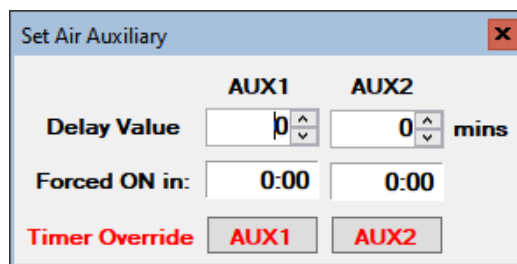 Set Air Auxiliary
AUX1 AUX2
Delay Value 0 0 mins
Forced ON in: 0:00 0:00
Timer Override AUX1 AUX2